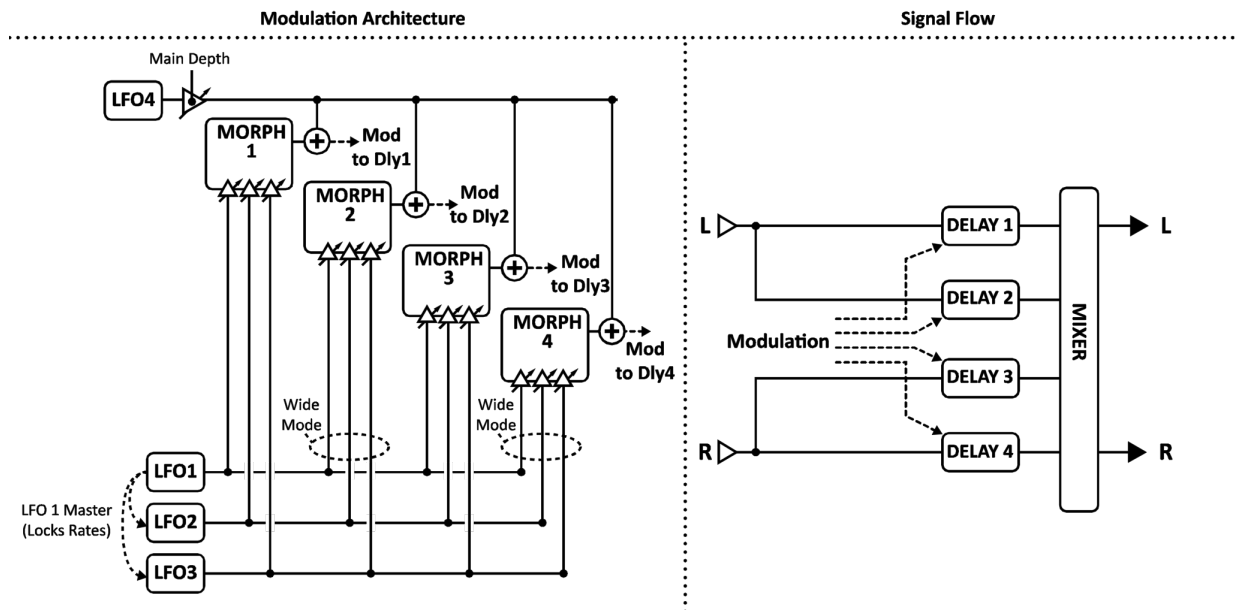 Modulation Architecture
Signal Flow
Main Depth
LFO4
MORPH
1
+
Mod
to Dly1
MORPH
2
+
Mod
to Dly2
MORPH
3
+
Mod
to Dly3
MORPH
4
+
Mod
to Dly4
Wide
Mode
Wide
Mode
LFO1
LFO2
LFO3
LFO 1 Master
(Locks Rates)
L
R
DELAY 1
DELAY 2
DELAY 3
DELAY 4
Modulation
MIXER
L
R